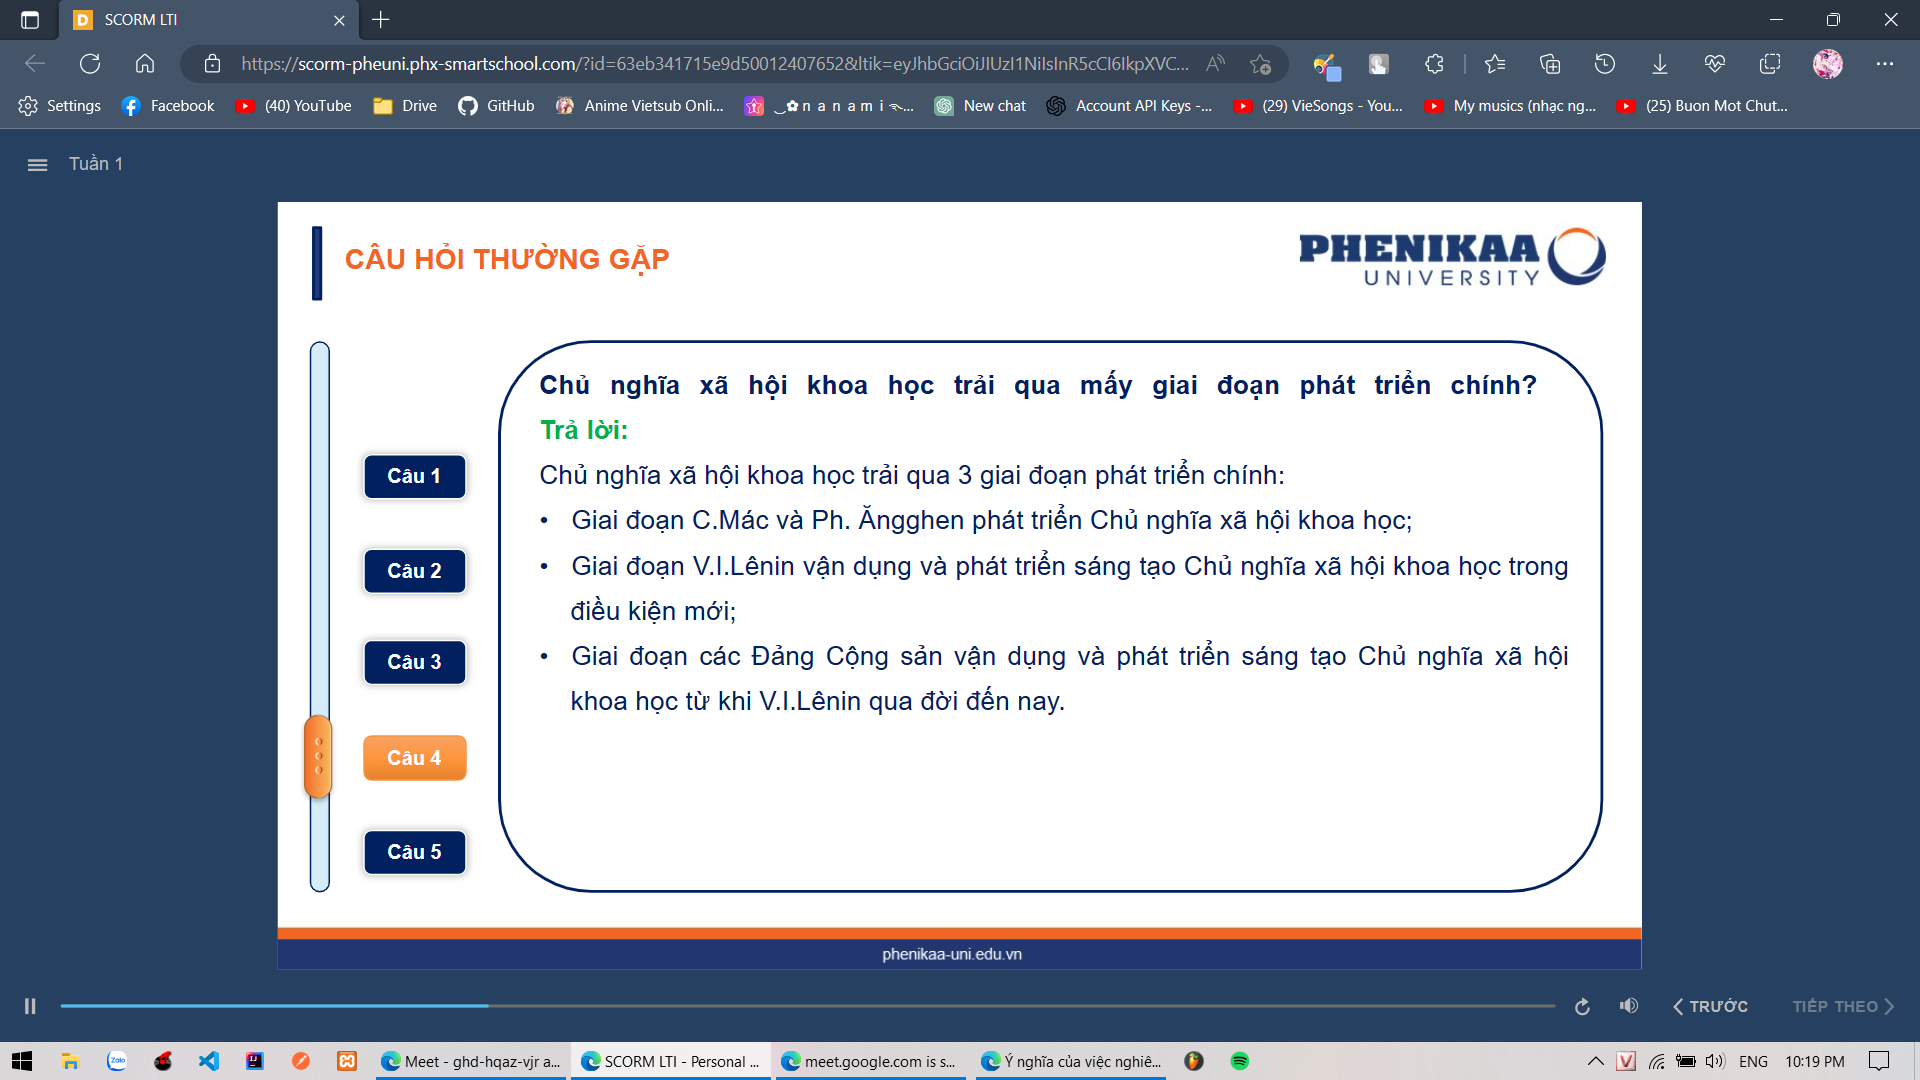 SCORM LTI
https://scorm-pheuni.phx-smartschool.com/?id=63eb341715e9d50012407652&ltik=eyJhbGciOiJIUzI1NiIsInR5cCI6IkpXVC...
Settings
Facebook
(40) YouTube
Drive
GitHub
Anime Vietsub Onli...
n a n a m i
New chat
Account API Keys -...
(29) VieSongs - You...
My musics (nhạc ng...
(25) Buon Mot Chut...
Tuần 1
CÂU HỎI THƯỜNG GẶP
PHENIKAA
UNIVERSITY
Câu 1
Câu 2
Câu 3
Câu 4
Câu 5
Chủ nghĩa xã hội khoa học trải qua mấy giai đoạn phát triển chính?
Trả lời:
Chủ nghĩa xã hội khoa học trải qua 3 giai đoạn phát triển chính:
• Giai đoạn C.Mác và Ph. Ăngghen phát triển Chủ nghĩa xã hội khoa học;
• Giai đoạn V.I.Lênin vận dụng và phát triển sáng tạo Chủ nghĩa xã hội khoa học trong
điều kiện mới;
• Giai đoạn các Đảng Cộng sản vận dụng và phát triển sáng tạo Chủ nghĩa xã hội
khoa học từ khi V.I.Lênin qua đời đến nay.
phenikaa-uni.edu.vn
TRƯỚC
TIẾP THEO
Zalo
Meet - ghd-hqaz-vjr a...
SCORM LTI - Personal ...
meet.google.com is s...
Ý nghĩa của việc nghiê...
ENG
10:19 PM